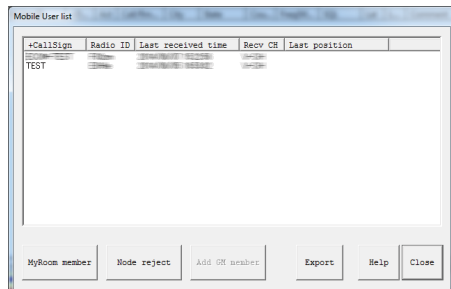 Mobile User list
+CallSign Radio ID Last received time Recv CH Last position
TEST
MyRoom member Node reject Add GM member Export Help Close